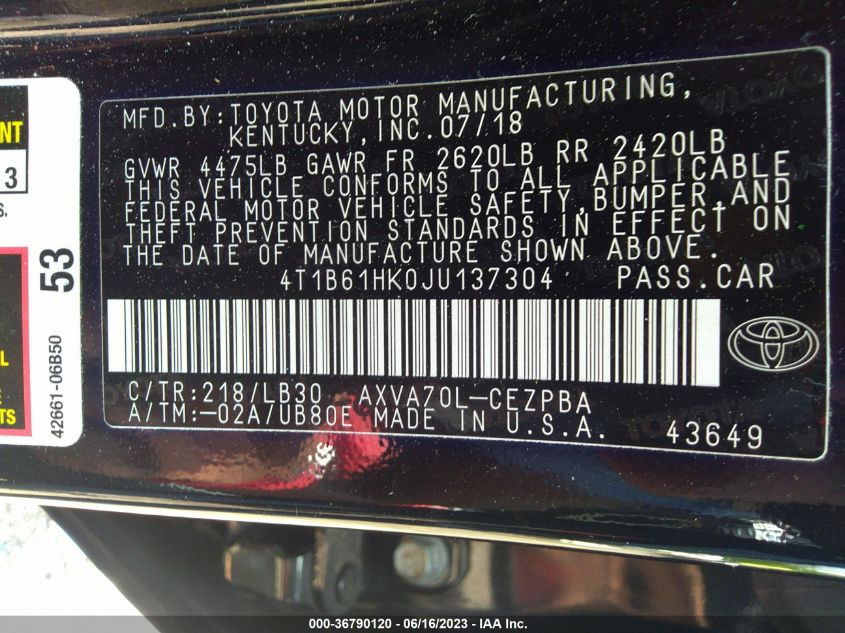 MFD.BY:TOYOTA MOTOR MANUFACTURING,
KENTUCKY,INC.07/18
GVWR 4475LB GAWR FR 2620LB RR 2420LB
THIS VEHICLE CONFORMS TO ALL APPLICABLE
FEDERAL MOTOR VEHICLE SAFETY,BUMPER,AND
THEFT PREVENTION STANDARDS IN EFFECT ON
THE DATE OF MANUFACTURE SHOWN ABOVE.
4T1B61HK0JU137304 PASS.CAR
C/TR:218/LB30 AXVA70L-CEZPBA
A/TM:-02A/UB80E MADE IN U.S.A.
43649
NT
3
S.
53
42661-06B50
L
E
TS
000-36790120 - 06/16/2023 - IAA Inc.